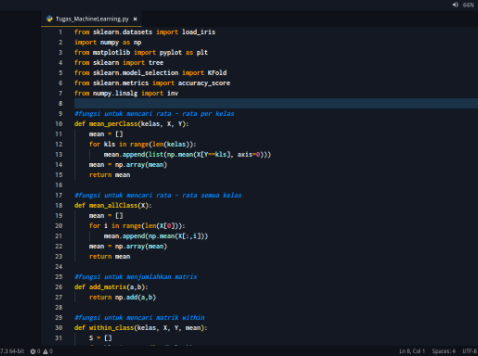 66%
Tugas_MachineLearning.py
1 from sklearn.datasets import load_iris
2 import numpy as np
3 from matplotlib import pyplot as plt
4 from sklearn import tree
5 from sklearn.model_selection import KFold
6 from sklearn.metrics import accuracy_score
7 from numpy.linalg import inv
8
9 #fungsi untuk mencari rata - rata per kelas
10 def mean_perClass(kelas, X, Y):
11     mean = []
12     for kls in range(len(kelas)):
13         mean.append(list(np.mean(X[Y==kls], axis=0)))
14     mean = np.array(mean)
15     return mean
16
17 #fungsi untuk mencari rata - rata semua kelas
18 def mean_allClass(X):
19     mean = []
20     for i in range(len(X[0])):
21         mean.append(np.mean(X[:,i]))
22     mean = np.array(mean)
23     return mean
24
25 #fungsi untuk menjumlahkan matrix
26 def add_matrix(a,b):
27     return np.add(a,b)
28
29 #fungsi untuk mencari matrik within
30 def within_class(kelas, X, Y, mean):
31     S = []
7.3 64-bit 0 0 Ln 8, Col 1 Spaces: 4 UTF-8